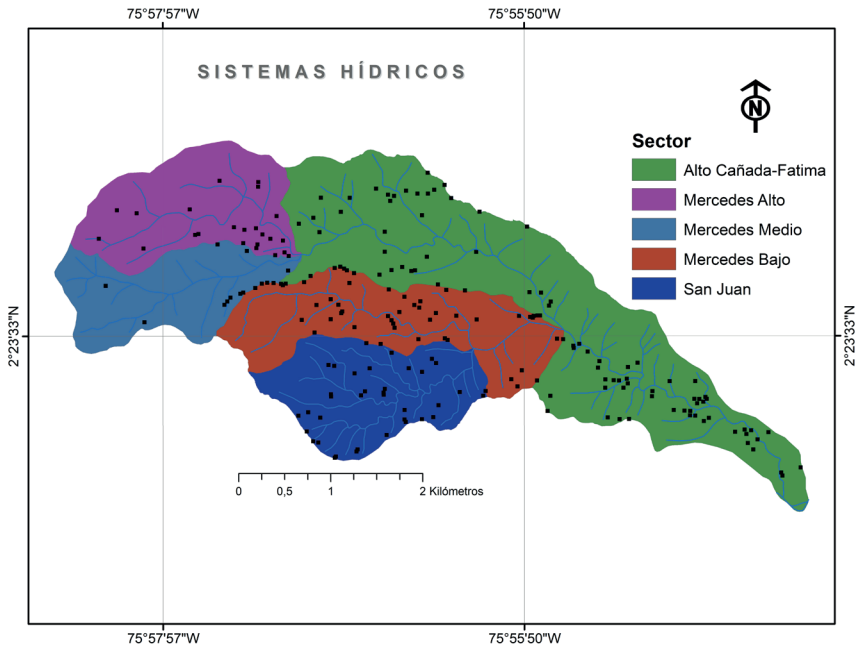 75°57'57"W 75°55'50"W
SISTEMAS HÍDRICOS
N
Sector
Alto Cañada-Fatima
Mercedes Alto
Mercedes Medio
Mercedes Bajo
San Juan
2°23'33"N 2°23'33"N
0 0,5 1 2 Kilómetros
75°57'57"W 75°55'50"W